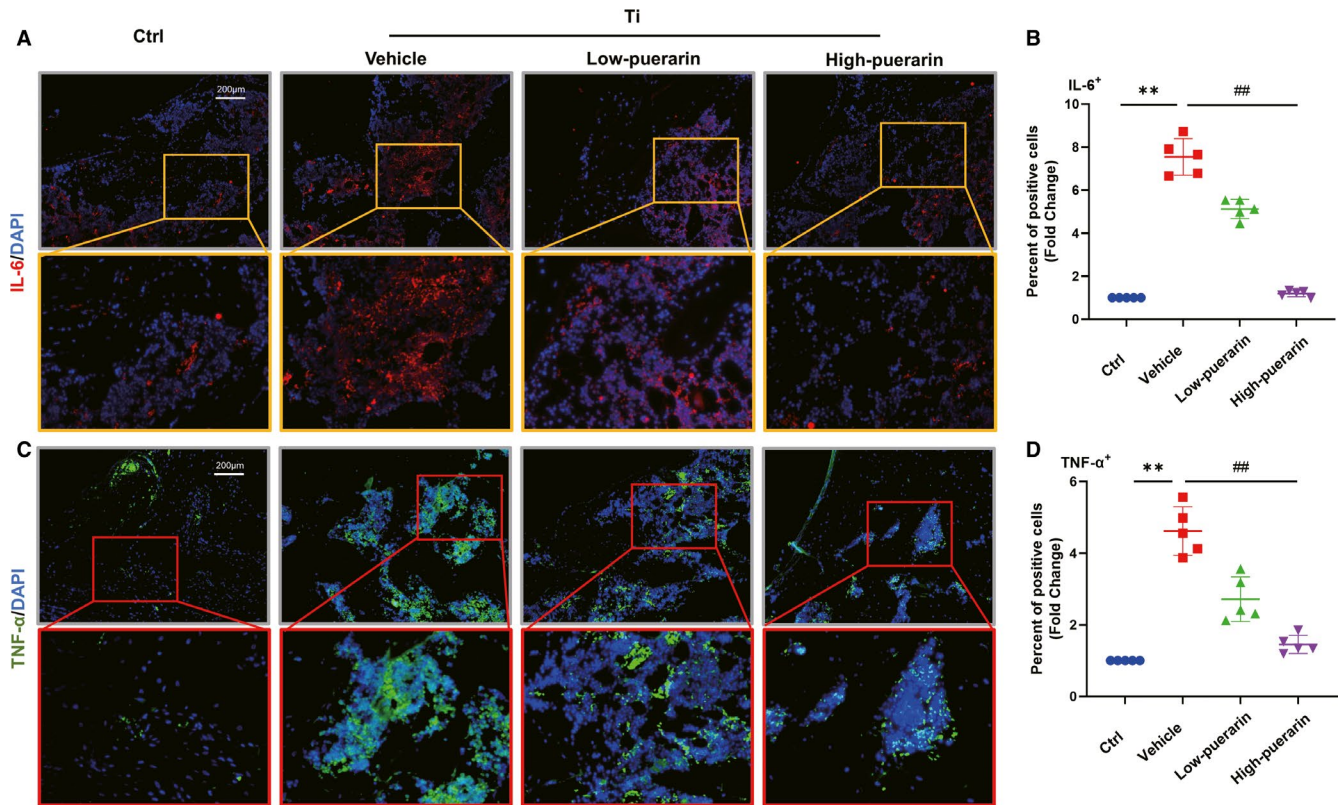 A
Ctrl
Ti
Vehicle
Low-puerarin
High-puerarin
200μm
IL-6/DAPI
B
IL-6+
**
##
Percent of positive cells
(Fold Change)
10
8
6
4
2
0
Ctrl
Vehicle
Low-puerarin
High-puerarin
C
200μm
TNF-α/DAPI
D
TNF-α+
**
##
Percent of positive cells
(Fold Change)
6
4
2
0
Ctrl
Vehicle
Low-puerarin
High-puerarin